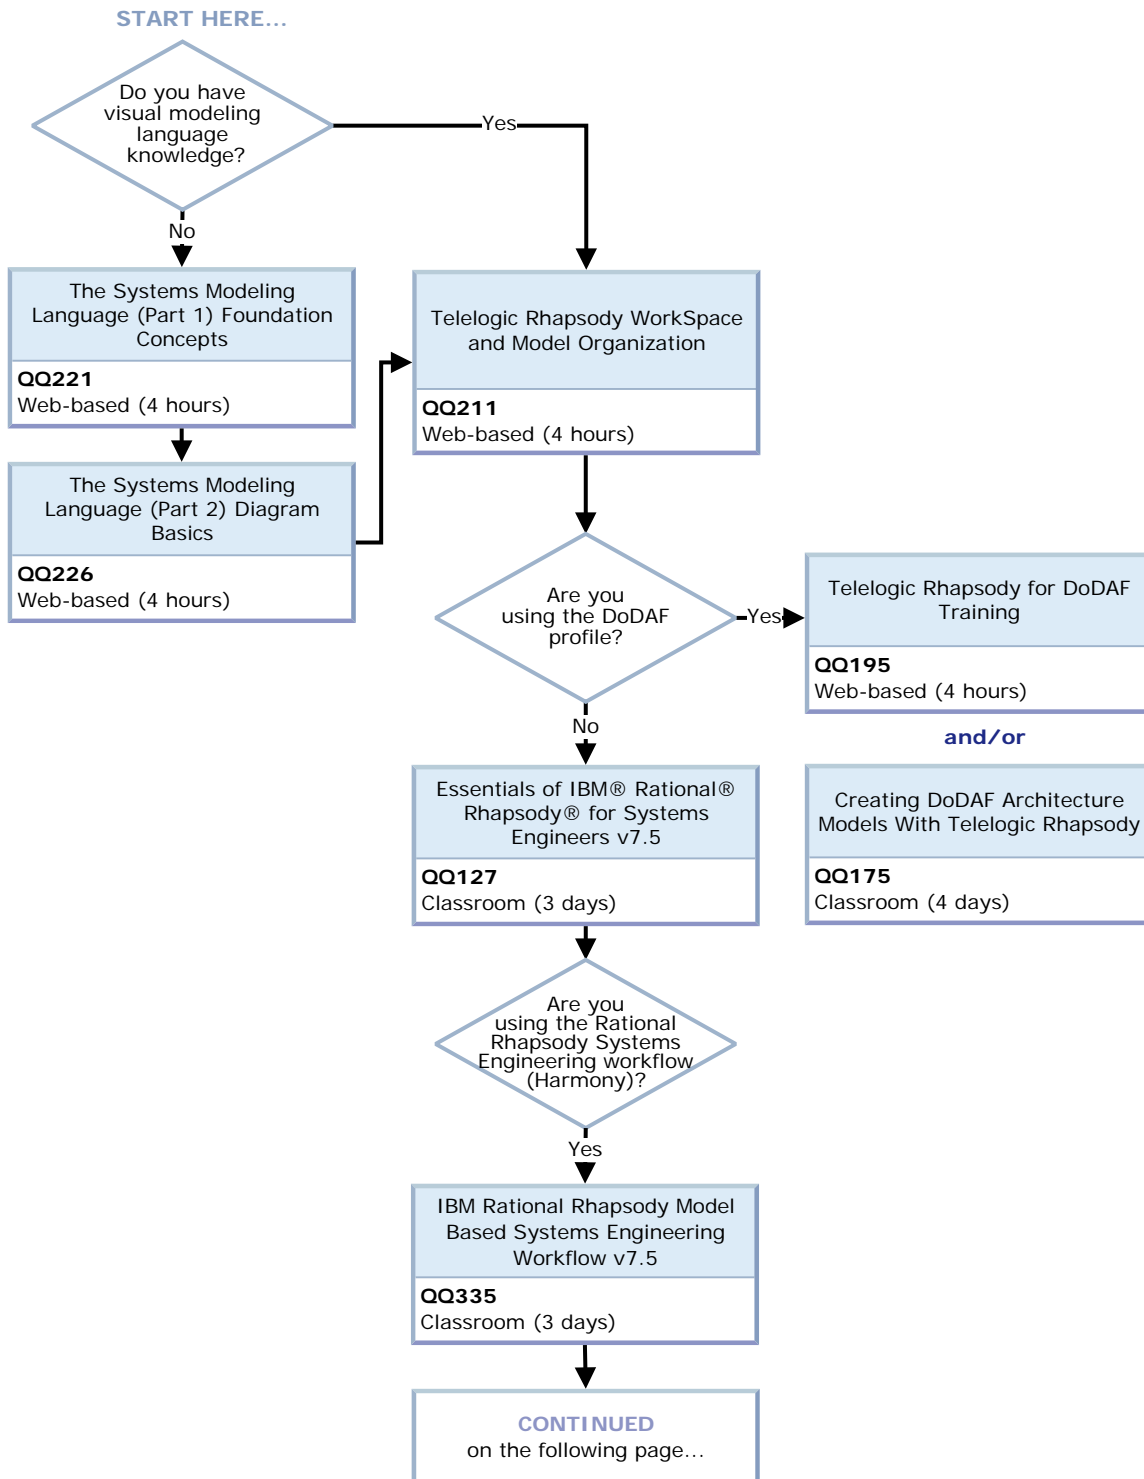 START HERE...
Do you have
visual modeling
language
knowledge?
Yes
No
The Systems Modeling
Language (Part 1) Foundation
Concepts
QQ221
Web-based (4 hours)
The Systems Modeling
Language (Part 2) Diagram
Basics
QQ226
Web-based (4 hours)
Telelogic Rhapsody WorkSpace
and Model Organization
QQ211
Web-based (4 hours)
Are you
using the DoDAF
profile?
Yes
No
Telelogic Rhapsody for DoDAF
Training
QQ195
Web-based (4 hours)
and/or
Creating DoDAF Architecture
Models With Telelogic Rhapsody
QQ175
Classroom (4 days)
Essentials of IBM® Rational®
Rhapsody® for Systems
Engineers v7.5
QQ127
Classroom (3 days)
Are you
using the Rational
Rhapsody Systems
Engineering workflow
(Harmony)?
Yes
IBM Rational Rhapsody Model
Based Systems Engineering
Workflow v7.5
QQ335
Classroom (3 days)
CONTINUED
on the following page...